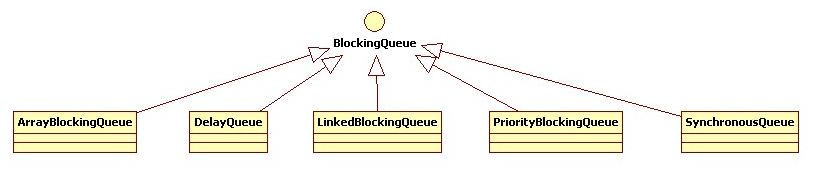 BlockingQueue
ArrayBlockingQueue
DelayQueue
LinkedBlockingQueue
PriorityBlockingQueue
SynchronousQueue